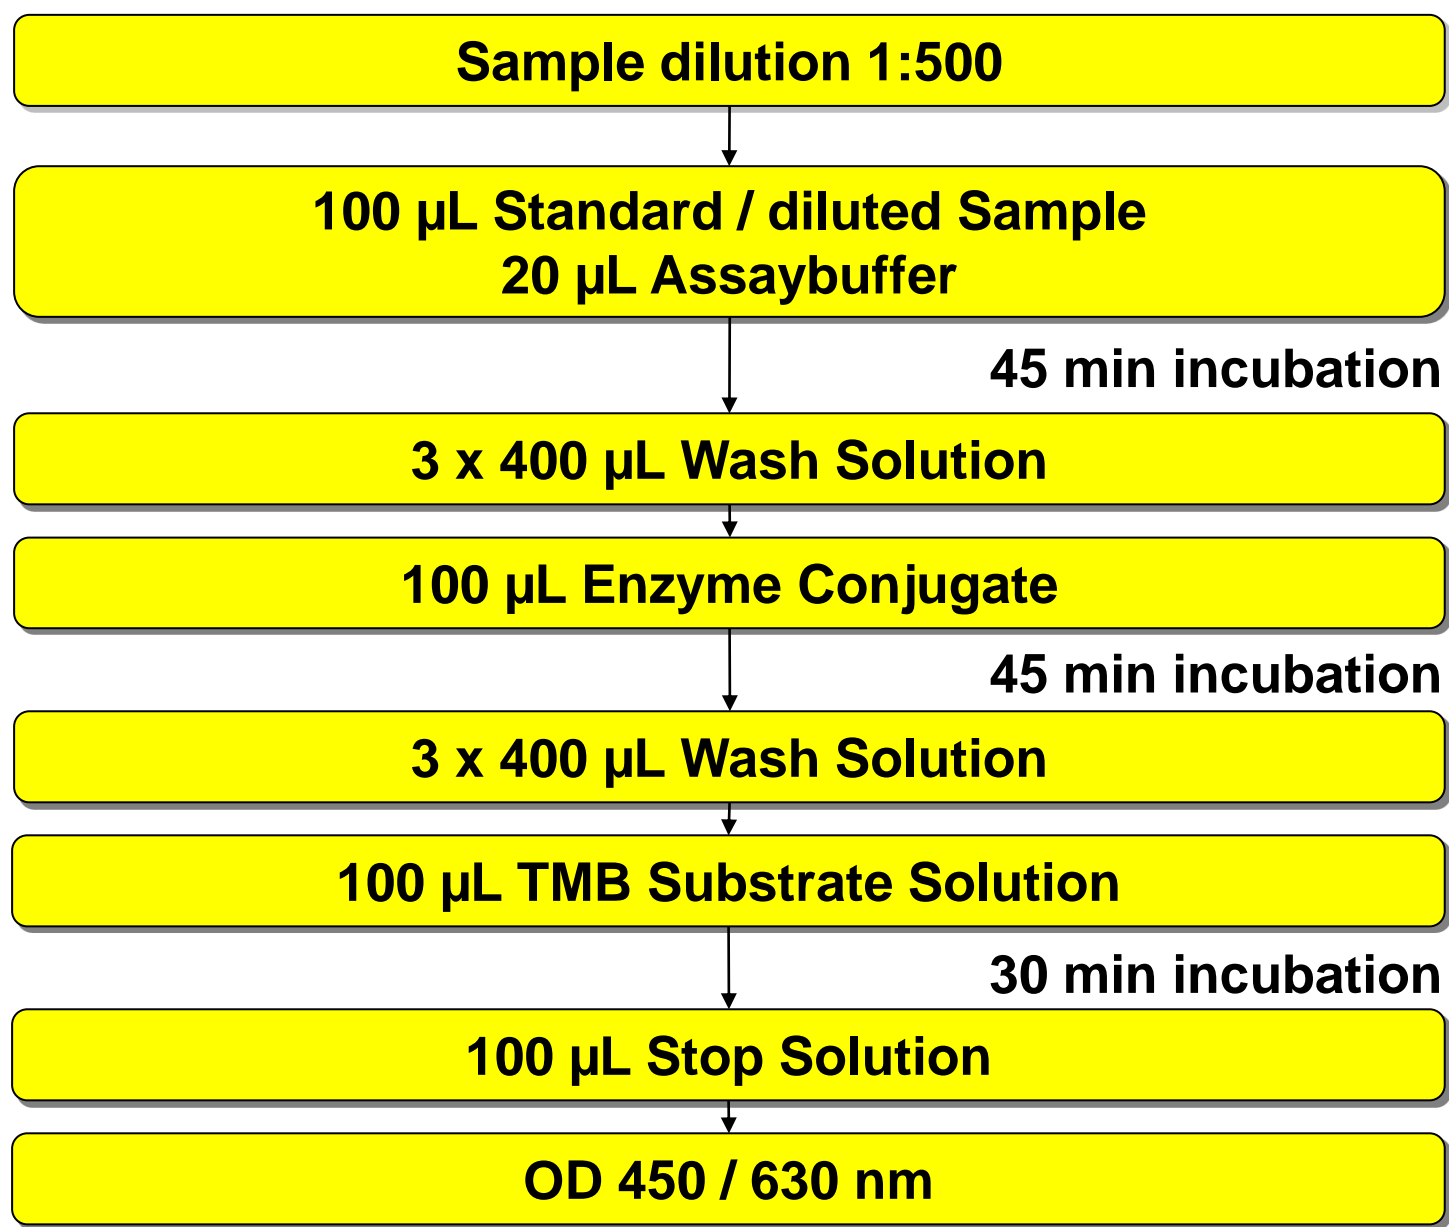 Sample dilution 1:500
100 µL Standard / diluted Sample
20 µL Assaybuffer
45 min incubation
3 x 400 µL Wash Solution
100 µL Enzyme Conjugate
45 min incubation
3 x 400 µL Wash Solution
100 µL TMB Substrate Solution
30 min incubation
100 µL Stop Solution
OD 450 / 630 nm